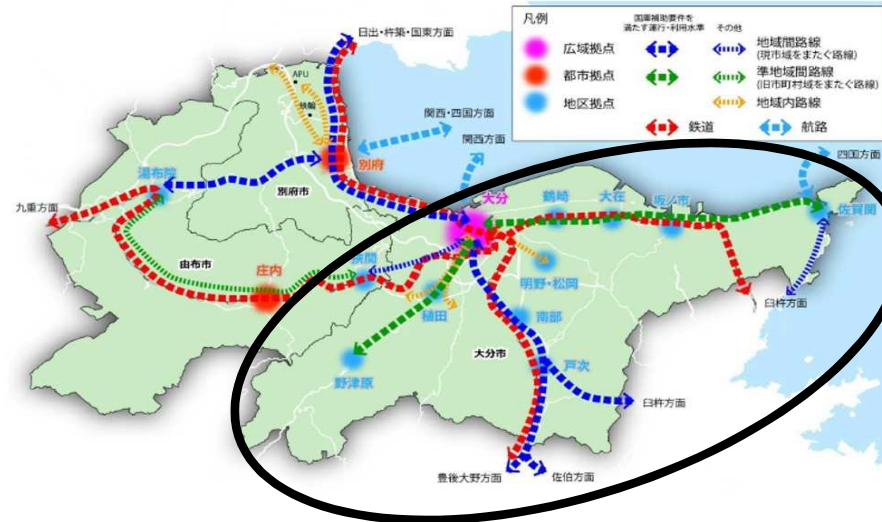 凡例
国庫補助要件を
満たす運行・利用水準
その他
広域拠点
地域間路線
(現市域をまたぐ路線)
都市拠点
準地域間路線
(旧市町村域をまたぐ路線)
地区拠点
地域内路線
鉄道
航路
日出・杵築・国東方面
APU
鉄輪
関西・四国方面
関西方面
四国方面
湯布院
別府
別府市
大分
鶴崎
大在
坂ノ市
佐賀関
九重方面
由布市
庄内
挾間
明野・松岡
臼杵方面
稙田
南部
大分市
戸次
野津原
臼杵方面
豊後大野方面
佐伯方面